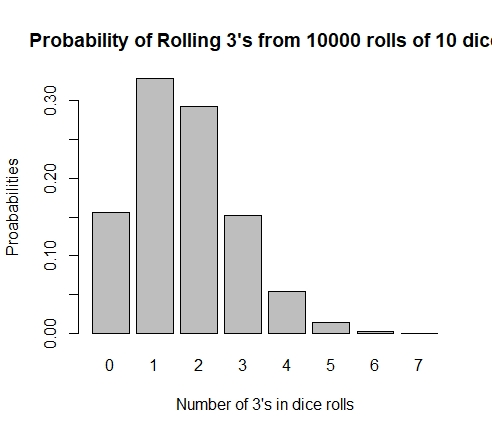 Probability of Rolling 3's from 10000 rolls of 10 dic
Proababilities
0.30
0.20
0.10
0.00
0 1 2 3 4 5 6 7
Number of 3's in dice rolls